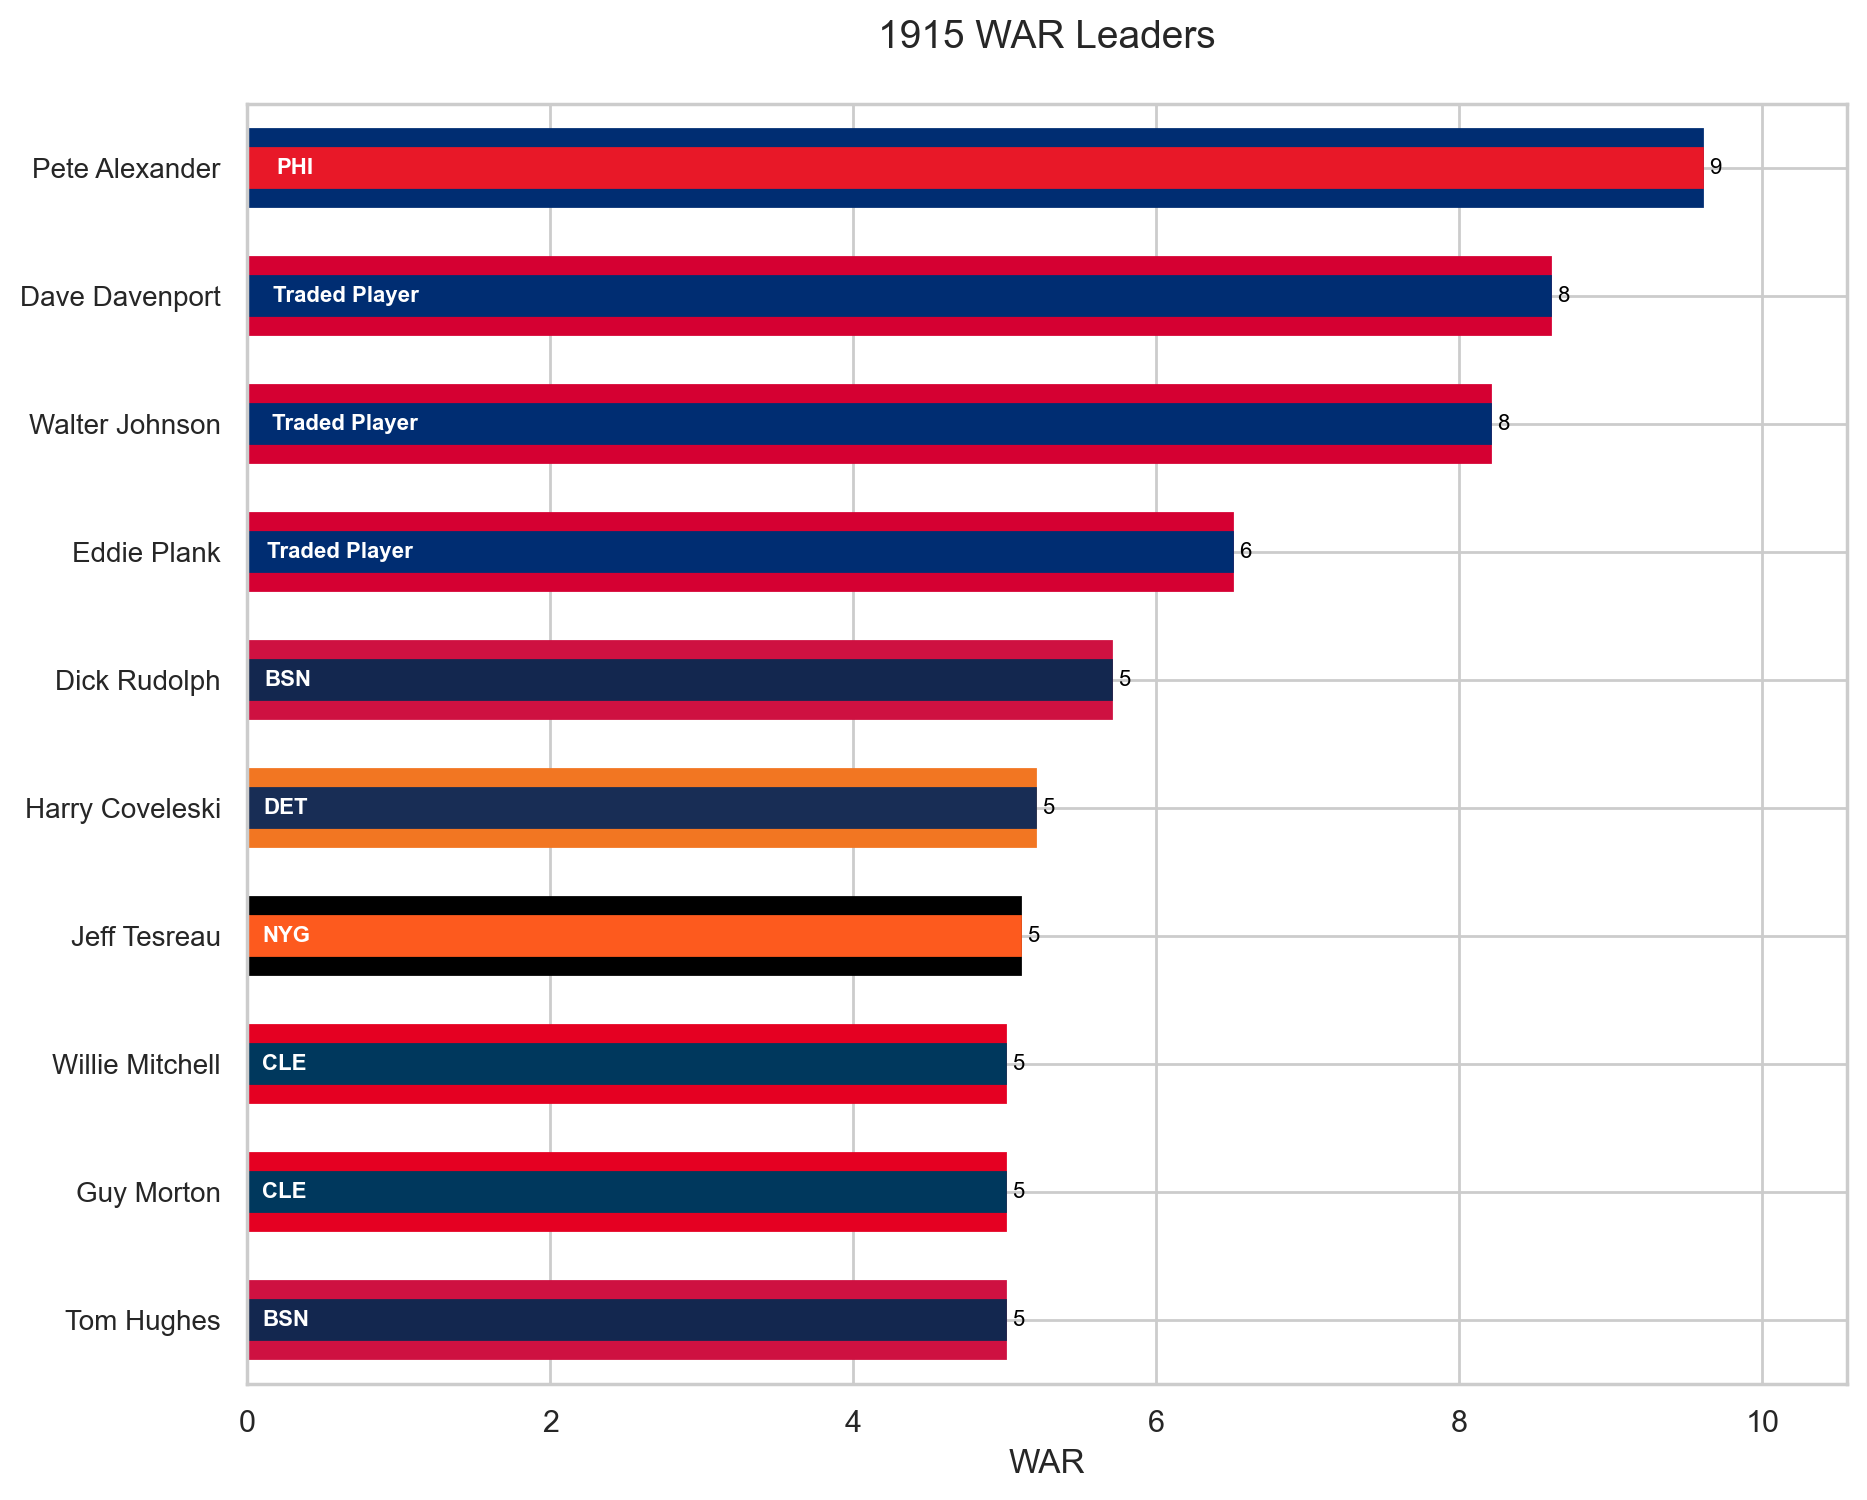 1915 WAR Leaders
Pete Alexander PHI 9
Dave Davenport Traded Player 8
Walter Johnson Traded Player 8
Eddie Plank Traded Player 6
Dick Rudolph BSN 5
Harry Coveleski DET 5
Jeff Tesreau NYG 5
Willie Mitchell CLE 5
Guy Morton CLE 5
Tom Hughes BSN 5
0 2 4 6 8 10
WAR